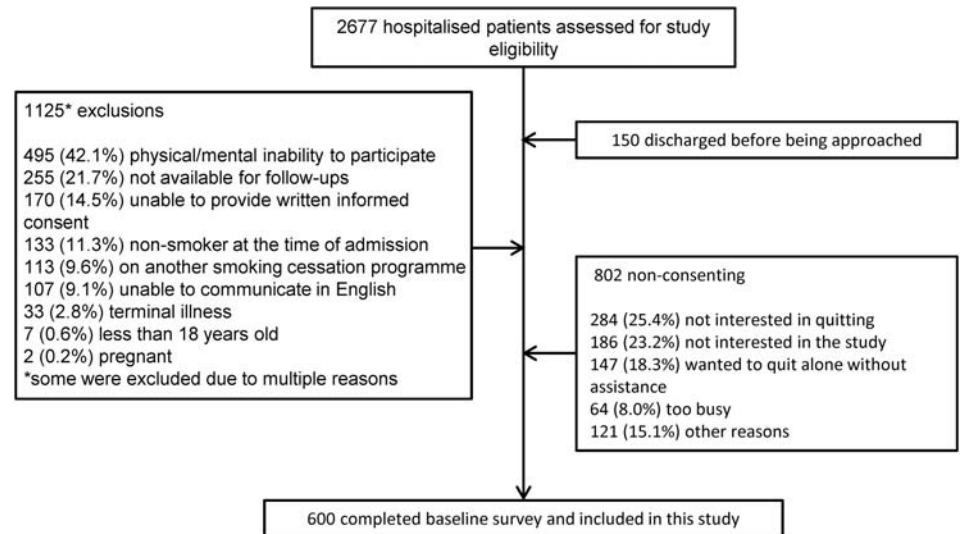 2677 hospitalised patients assessed for study
eligibility
1125* exclusions
495 (42.1%) physical/mental inability to participate
255 (21.7%) not available for follow-ups
170 (14.5%) unable to provide written informed
consent
133 (11.3%) non-smoker at the time of admission
113 (9.6%) on another smoking cessation programme
107 (9.1%) unable to communicate in English
33 (2.8%) terminal illness
7 (0.6%) less than 18 years old
2 (0.2%) pregnant
*some were excluded due to multiple reasons
150 discharged before being approached
802 non-consenting
284 (25.4%) not interested in quitting
186 (23.2%) not interested in the study
147 (18.3%) wanted to quit alone without
assistance
64 (8.0%) too busy
121 (15.1%) other reasons
600 completed baseline survey and included in this study